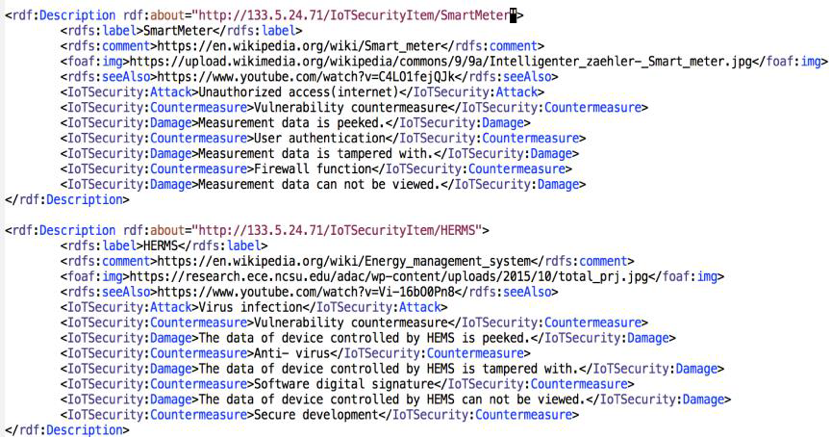 <rdf:Description rdf:about="http://133.5.24.71/IoTSecurityItem/SmartMeter">
<rdfs:label>SmartMeter</rdfs:label>
<rdfs:comment>https://en.wikipedia.org/wiki/Smart_meter</rdfs:comment>
<foaf:img>https://upload.wikimedia.org/wikipedia/commons/9/9a/Intelligenter_zaehler-_Smart_meter.jpg</foaf:img>
<rdfs:seeAlso>https://www.youtube.com/watch?v=C4LO1fejQJk</rdfs:seeAlso>
<IoTSecurity:Attack>Unauthorized access(internet)</IoTSecurity:Attack>
<IoTSecurity:Countermeasure>Vulnerability countermeasure</IoTSecurity:Countermeasure>
<IoTSecurity:Damage>Measurement data is peeked.</IoTSecurity:Damage>
<IoTSecurity:Countermeasure>User authentication</IoTSecurity:Countermeasure>
<IoTSecurity:Damage>Measurement data is tampered with.</IoTSecurity:Damage>
<IoTSecurity:Countermeasure>Firewall function</IoTSecurity:Countermeasure>
<IoTSecurity:Damage>Measurement data can not be viewed.</IoTSecurity:Damage>
</rdf:Description>
<rdf:Description rdf:about="http://133.5.24.71/IoTSecurityItem/HERMS">
<rdfs:label>HERMS</rdfs:label>
<rdfs:comment>https://en.wikipedia.org/wiki/Energy_management_system</rdfs:comment>
<foaf:img>https://research.ece.ncsu.edu/adac/wp-content/uploads/2015/10/total_prj.jpg</foaf:img>
<rdfs:seeAlso>https://www.youtube.com/watch?v=Vi-16bO0Pn8</rdfs:seeAlso>
<IoTSecurity:Attack>Virus infection</IoTSecurity:Attack>
<IoTSecurity:Countermeasure>Vulnerability countermeasure</IoTSecurity:Countermeasure>
<IoTSecurity:Damage>The data of device controlled by HEMS is peeked.</IoTSecurity:Damage>
<IoTSecurity:Countermeasure>Anti- virus</IoTSecurity:Countermeasure>
<IoTSecurity:Damage>The data of device controlled by HEMS is tampered with.</IoTSecurity:Damage>
<IoTSecurity:Countermeasure>Software digital signature</IoTSecurity:Countermeasure>
<IoTSecurity:Damage>The data of device controlled by HEMS can not be viewed.</IoTSecurity:Damage>
<IoTSecurity:Countermeasure>Secure development</IoTSecurity:Countermeasure>
</rdf:Description>